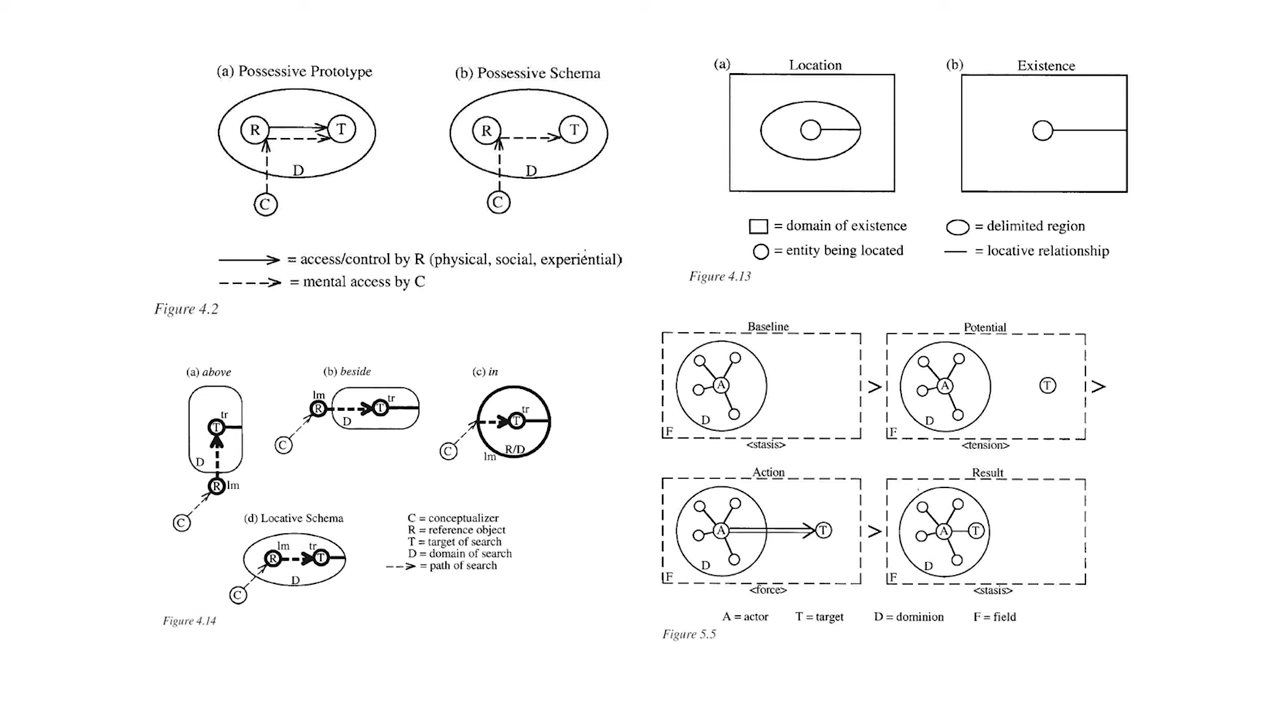 (a) Possessive Prototype
(b) Possessive Schema
R T
D
C
R T
D
C
= access/control by R (physical, social, experiential)
= mental access by C
Figure 4.2
(a) Location
(b) Existence
= domain of existence
= delimited region
= entity being located
= locative relationship
Figure 4.13
(a) above
tr
T
D
R lm
C
(b) beside
lm
R T tr
D
C
(c) in
tr
T
R/D
lm
C
(d) Locative Schema
lm tr
R T
D
C
C = conceptualizer
R = reference object
T = target of search
D = domain of search
= path of search
Figure 4.14
Baseline
A
D
F
<stasis>
>
Potential
A T
D
F
<tension>
>
Action
A T
D
F
<force>
>
Result
A T
D
F
<stasis>
A = actor T = target D = dominion F = field
Figure 5.5